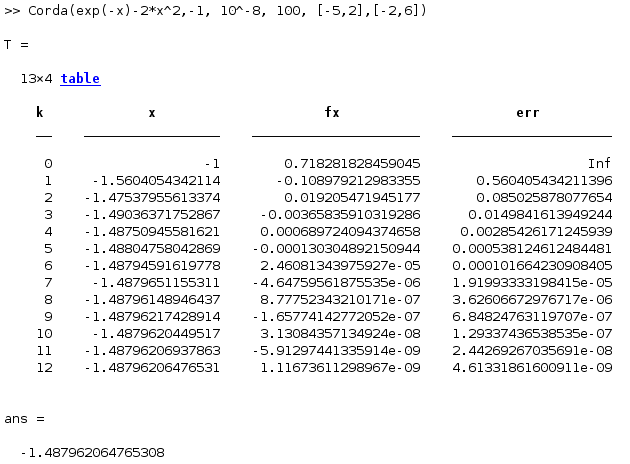 >> Corda(exp(-x)-2*x^2,-1, 10^-8, 100, [-5,2],[-2,6])
T =
13×4 table
k x fx err
0 -1 0.718281828459045 Inf
1 -1.5604054342114 -0.108979212983355 0.560405434211396
2 -1.47537955613374 0.019205471945177 0.085025878077654
3 -1.49036371752867 -0.00365835910319286 0.0149841613949244
4 -1.48750945581621 0.000689724094374658 0.00285426171245939
5 -1.48804758042869 -0.000130304892150944 0.000538124612484481
6 -1.48794591619778 2.46081343975927e-05 0.000101664230908405
7 -1.4879651155311 -4.64759561875535e-06 1.91993333198415e-05
8 -1.48796148946437 8.77752343210171e-07 3.62606672976717e-06
9 -1.48796217428914 -1.65774142772052e-07 6.84824763119707e-07
10 -1.4879620449517 3.13084357134924e-08 1.29337436538535e-07
11 -1.48796206937863 -5.91297441335914e-09 2.44269267035691e-08
12 -1.48796206476531 1.11673611298967e-09 4.61331861600911e-09
ans =
-1.487962064765308